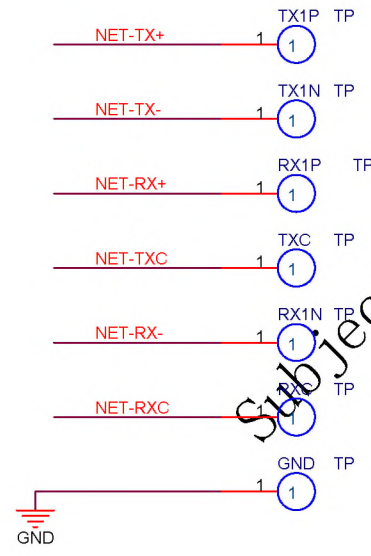 TX1P TP
NET-TX+ 1 1
TX1N TP
NET-TX- 1 1
RX1P TP
NET-RX+ 1 1
TXC TP
NET-TXC 1 1
RX1N TP
NET-RX- 1 1
RXC TP
NET-RXC 1 1
GND TP
1 1
GND
Subjec